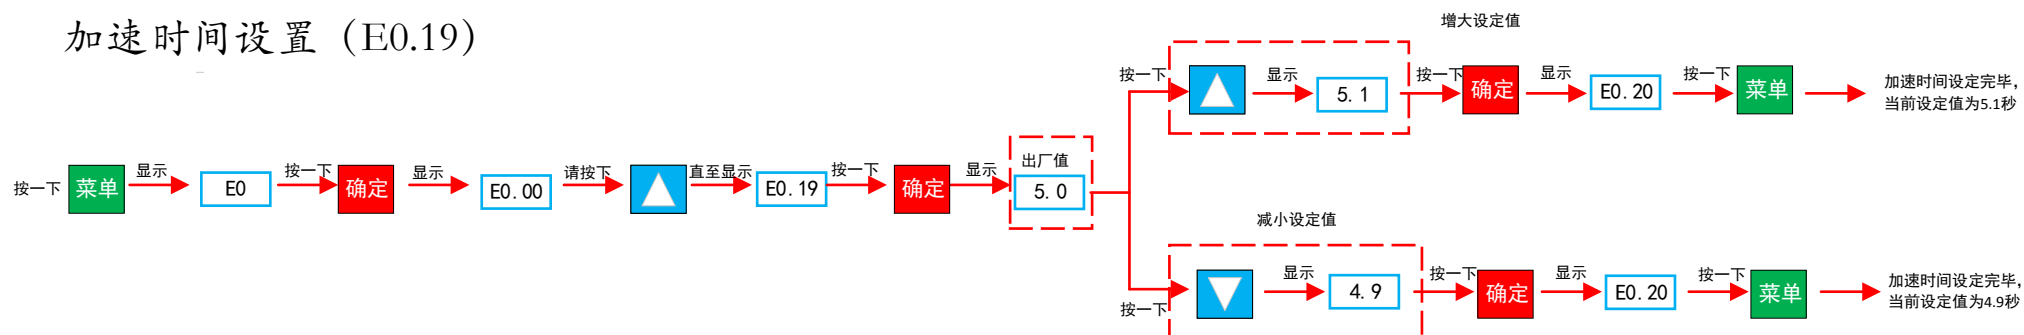 加速时间设置（E0.19）
增大设定值
按一下
显示
5.1
按一下
确定
显示
E0.20
按一下
菜单
加速时间设定完毕，
当前设定值为5.1秒
按一下
菜单
显示
E0
按一下
确定
显示
E0.00
请按下
直至显示
E0.19
按一下
确定
显示
出厂值
5.0
减小设定值
按一下
显示
4.9
按一下
确定
显示
E0.20
按一下
菜单
加速时间设定完毕，
当前设定值为4.9秒